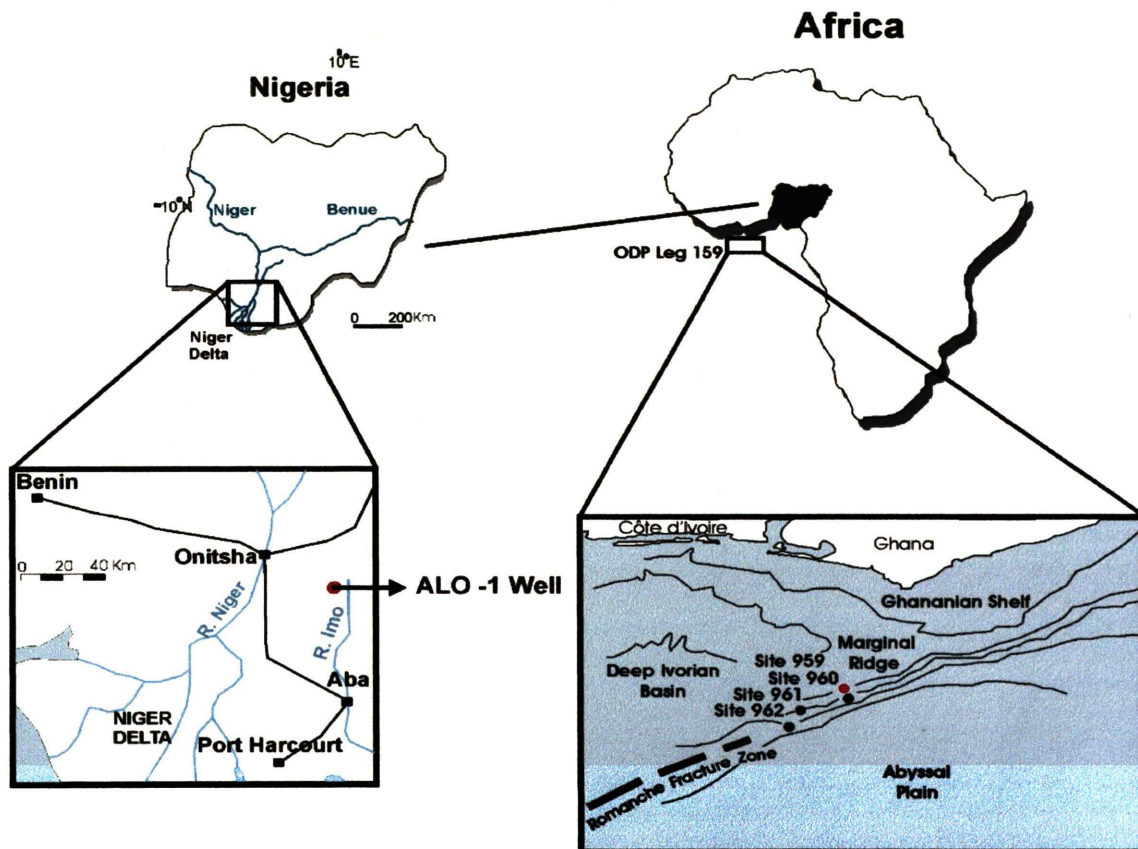 Africa
10°E
Nigeria
10°N
Niger
Benue
ODP Leg 159
0 200Km
Niger
Delta
Benin
Onitsha
0 20 40 Km
R. Niger
R. Imo
ALO -1 Well
Aba
NIGER
DELTA
Port Harcourt
Côte d'Ivoire
Ghana
Ghananian Shelf
Marginal
Ridge
Deep Ivorian
Basin
Site 959
Site 960
Site 961
Site 962
Romanche Fracture Zone
Abyssal
Plain